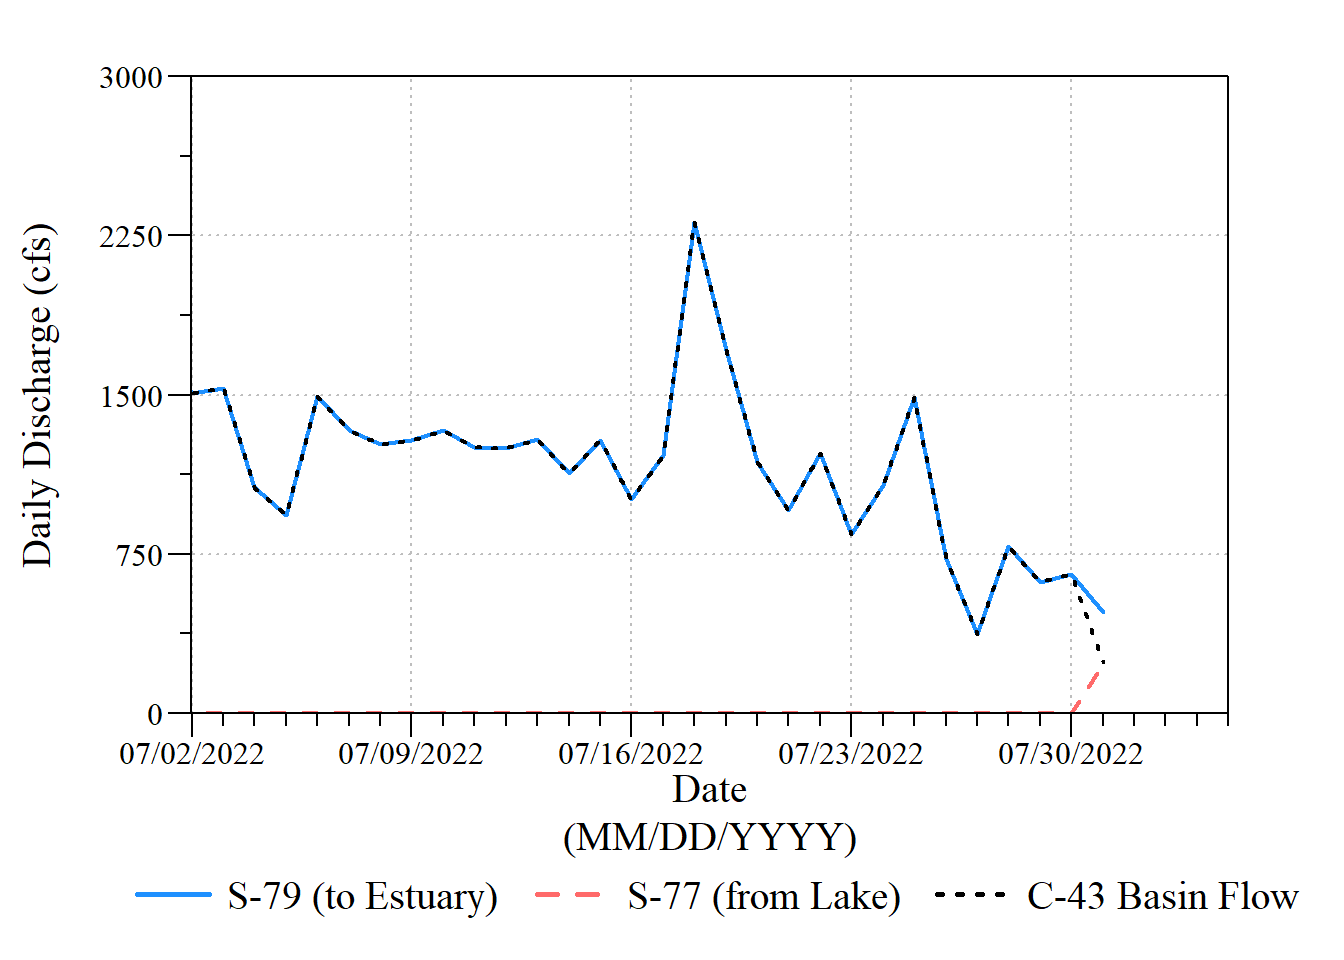 3000
2250
1500
750
0
Daily Discharge (cfs)
07/02/2022 07/09/2022 07/16/2022 07/23/2022 07/30/2022
Date
(MM/DD/YYYY)
S-79 (to Estuary) S-77 (from Lake) C-43 Basin Flow